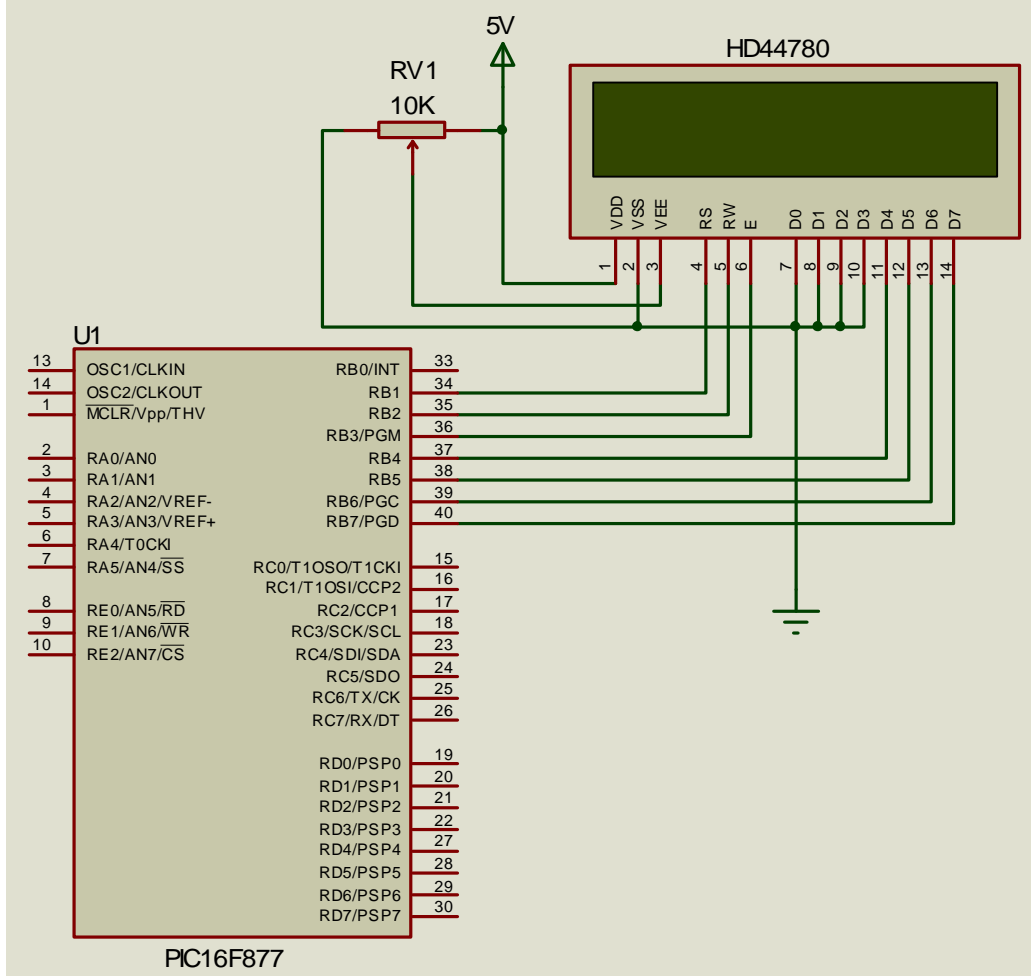 5V
HD44780
RV1
10K
VDD
VSS
VEE
RS
RW
E
D0
D1
D2
D3
D4
D5
D6
D7
1
2
3
4
5
6
7
8
9
10
11
12
13
14
U1
13 OSC1/CLKIN
14 OSC2/CLKOUT
1 MCLR/Vpp/THV
2 RA0/AN0
3 RA1/AN1
4 RA2/AN2/VREF-
5 RA3/AN3/VREF+
6 RA4/T0CKI
7 RA5/AN4/SS
8 RE0/AN5/RD
9 RE1/AN6/WR
10 RE2/AN7/CS
RB0/INT 33
RB1 34
RB2 35
RB3/PGM 36
RB4 37
RB5 38
RB6/PGC 39
RB7/PGD 40
RC0/T1OSO/T1CKI 15
RC1/T1OSI/CCP2 16
RC2/CCP1 17
RC3/SCK/SCL 18
RC4/SDI/SDA 23
RC5/SDO 24
RC6/TX/CK 25
RC7/RX/DT 26
RD0/PSP0 19
RD1/PSP1 20
RD2/PSP2 21
RD3/PSP3 22
RD4/PSP4 27
RD5/PSP5 28
RD6/PSP6 29
RD7/PSP7 30
PIC16F877